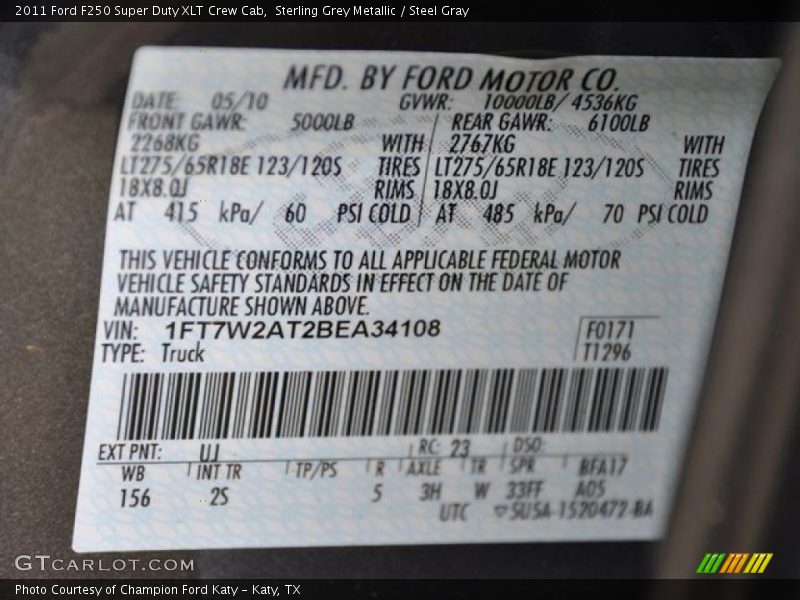 2011 Ford F250 Super Duty XLT Crew Cab,  Sterling Grey Metallic / Steel Gray
MFD. BY FORD MOTOR CO.
DATE: 05/10 GVWR: 10000LB/ 4536KG
FRONT GAWR: 5000LB REAR GAWR: 6100LB
2268KG WITH 2767KG WITH
LT275/65R18E 123/120S TIRES LT275/65R18E 123/120S TIRES
18X8.0J RIMS 18X8.0J RIMS
AT 415 kPa/ 60 PSI COLD AT 485 kPa/ 70 PSI COLD
THIS VEHICLE CONFORMS TO ALL APPLICABLE FEDERAL MOTOR
VEHICLE SAFETY STANDARDS IN EFFECT ON THE DATE OF
MANUFACTURE SHOWN ABOVE.
VIN: 1FT7W2AT2BEA34108 F0171
TYPE: Truck T1296
EXT PNT: UJ RC: 23 DSO:
WB INT TR TP/PS R AXLE TR SPR BFA17
156 2S 5 3H W 33FF A05
UTC ▽SU5A-1520472-BA
GTCARLOT.COM
Photo Courtesy of Champion Ford Katy - Katy, TX